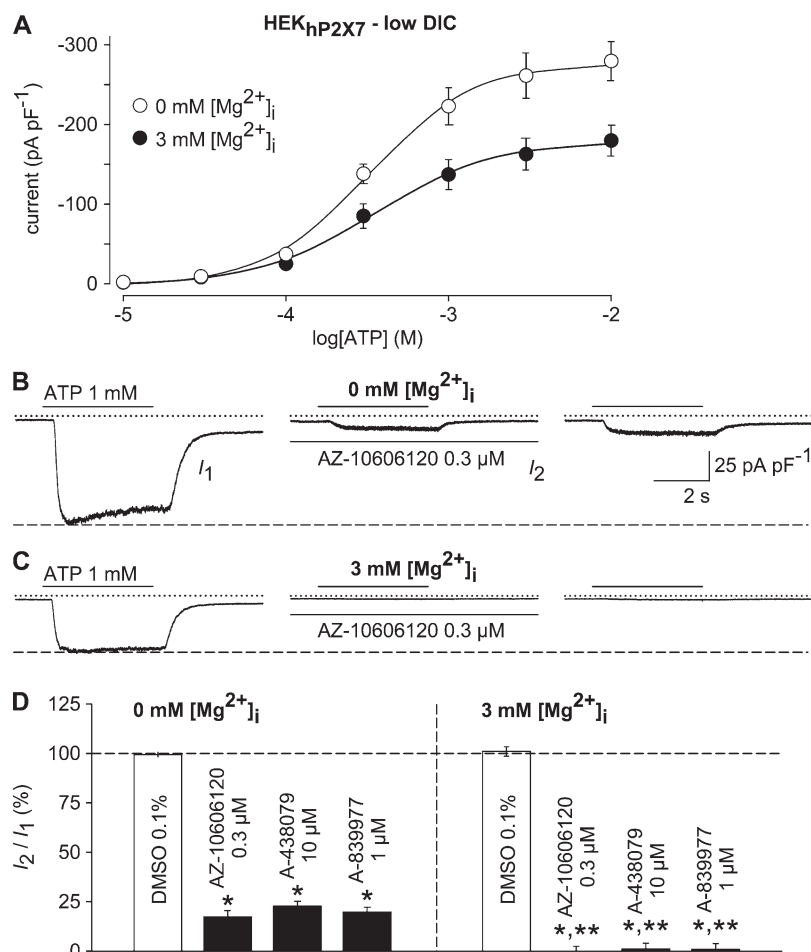 A
HEKhP2X7 - low DIC
-300
-200
-100
0
current (pA pF-1)
0 mM [Mg2+]i
3 mM [Mg2+]i
-5
-4
-3
-2
log[ATP] (M)
B
ATP 1 mM
0 mM [Mg2+]i
I1
AZ-10606120 0.3 µM
I2
25 pA pF-1
2 s
C
ATP 1 mM
3 mM [Mg2+]i
AZ-10606120 0.3 µM
D
125
100
75
50
25
0
I2 / I1 (%)
0 mM [Mg2+]i
3 mM [Mg2+]i
DMSO 0.1%
AZ-10606120
0.3 µM
A-438079
10 µM
A-839977
1 µM
*
*
*
DMSO 0.1%
AZ-10606120
0.3 µM
A-438079
10 µM
A-839977
1 µM
*,**
*,**
*,**